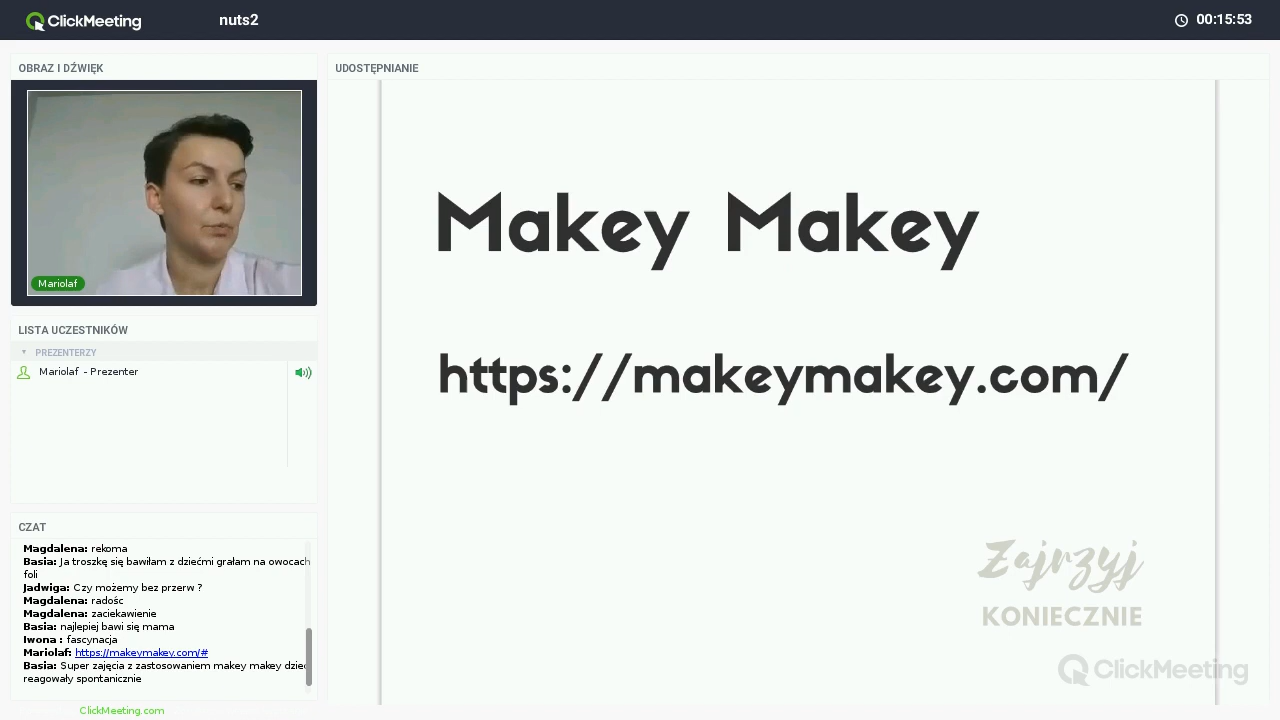 ClickMeeting
nuts2
00:15:53
OBRAZ I DŹWIĘK
Mariolaf
LISTA UCZESTNIKÓW
PREZENTERZY
Mariolaf - Prezenter
CZAT
Magdalena: rekoma
Basia: Ja troszkę się bawiłam z dziećmi grałam na owocach
foli
Jadwiga: Czy możemy bez przerw ?
Magdalena: radośc
Magdalena: zaciekawienie
Basia: najlepiej bawi się mama
Iwona : fascynacja
Mariolaf: https://makeymakey.com/#
Basia: Super zajęcia z zastosowaniem makey makey dziec
reagowały spontanicznie
ClickMeeting.com
UDOSTĘPNIANIE
Makey Makey
https://makeymakey.com/
Zajrzyj
KONIECZNIE
ClickMeeting